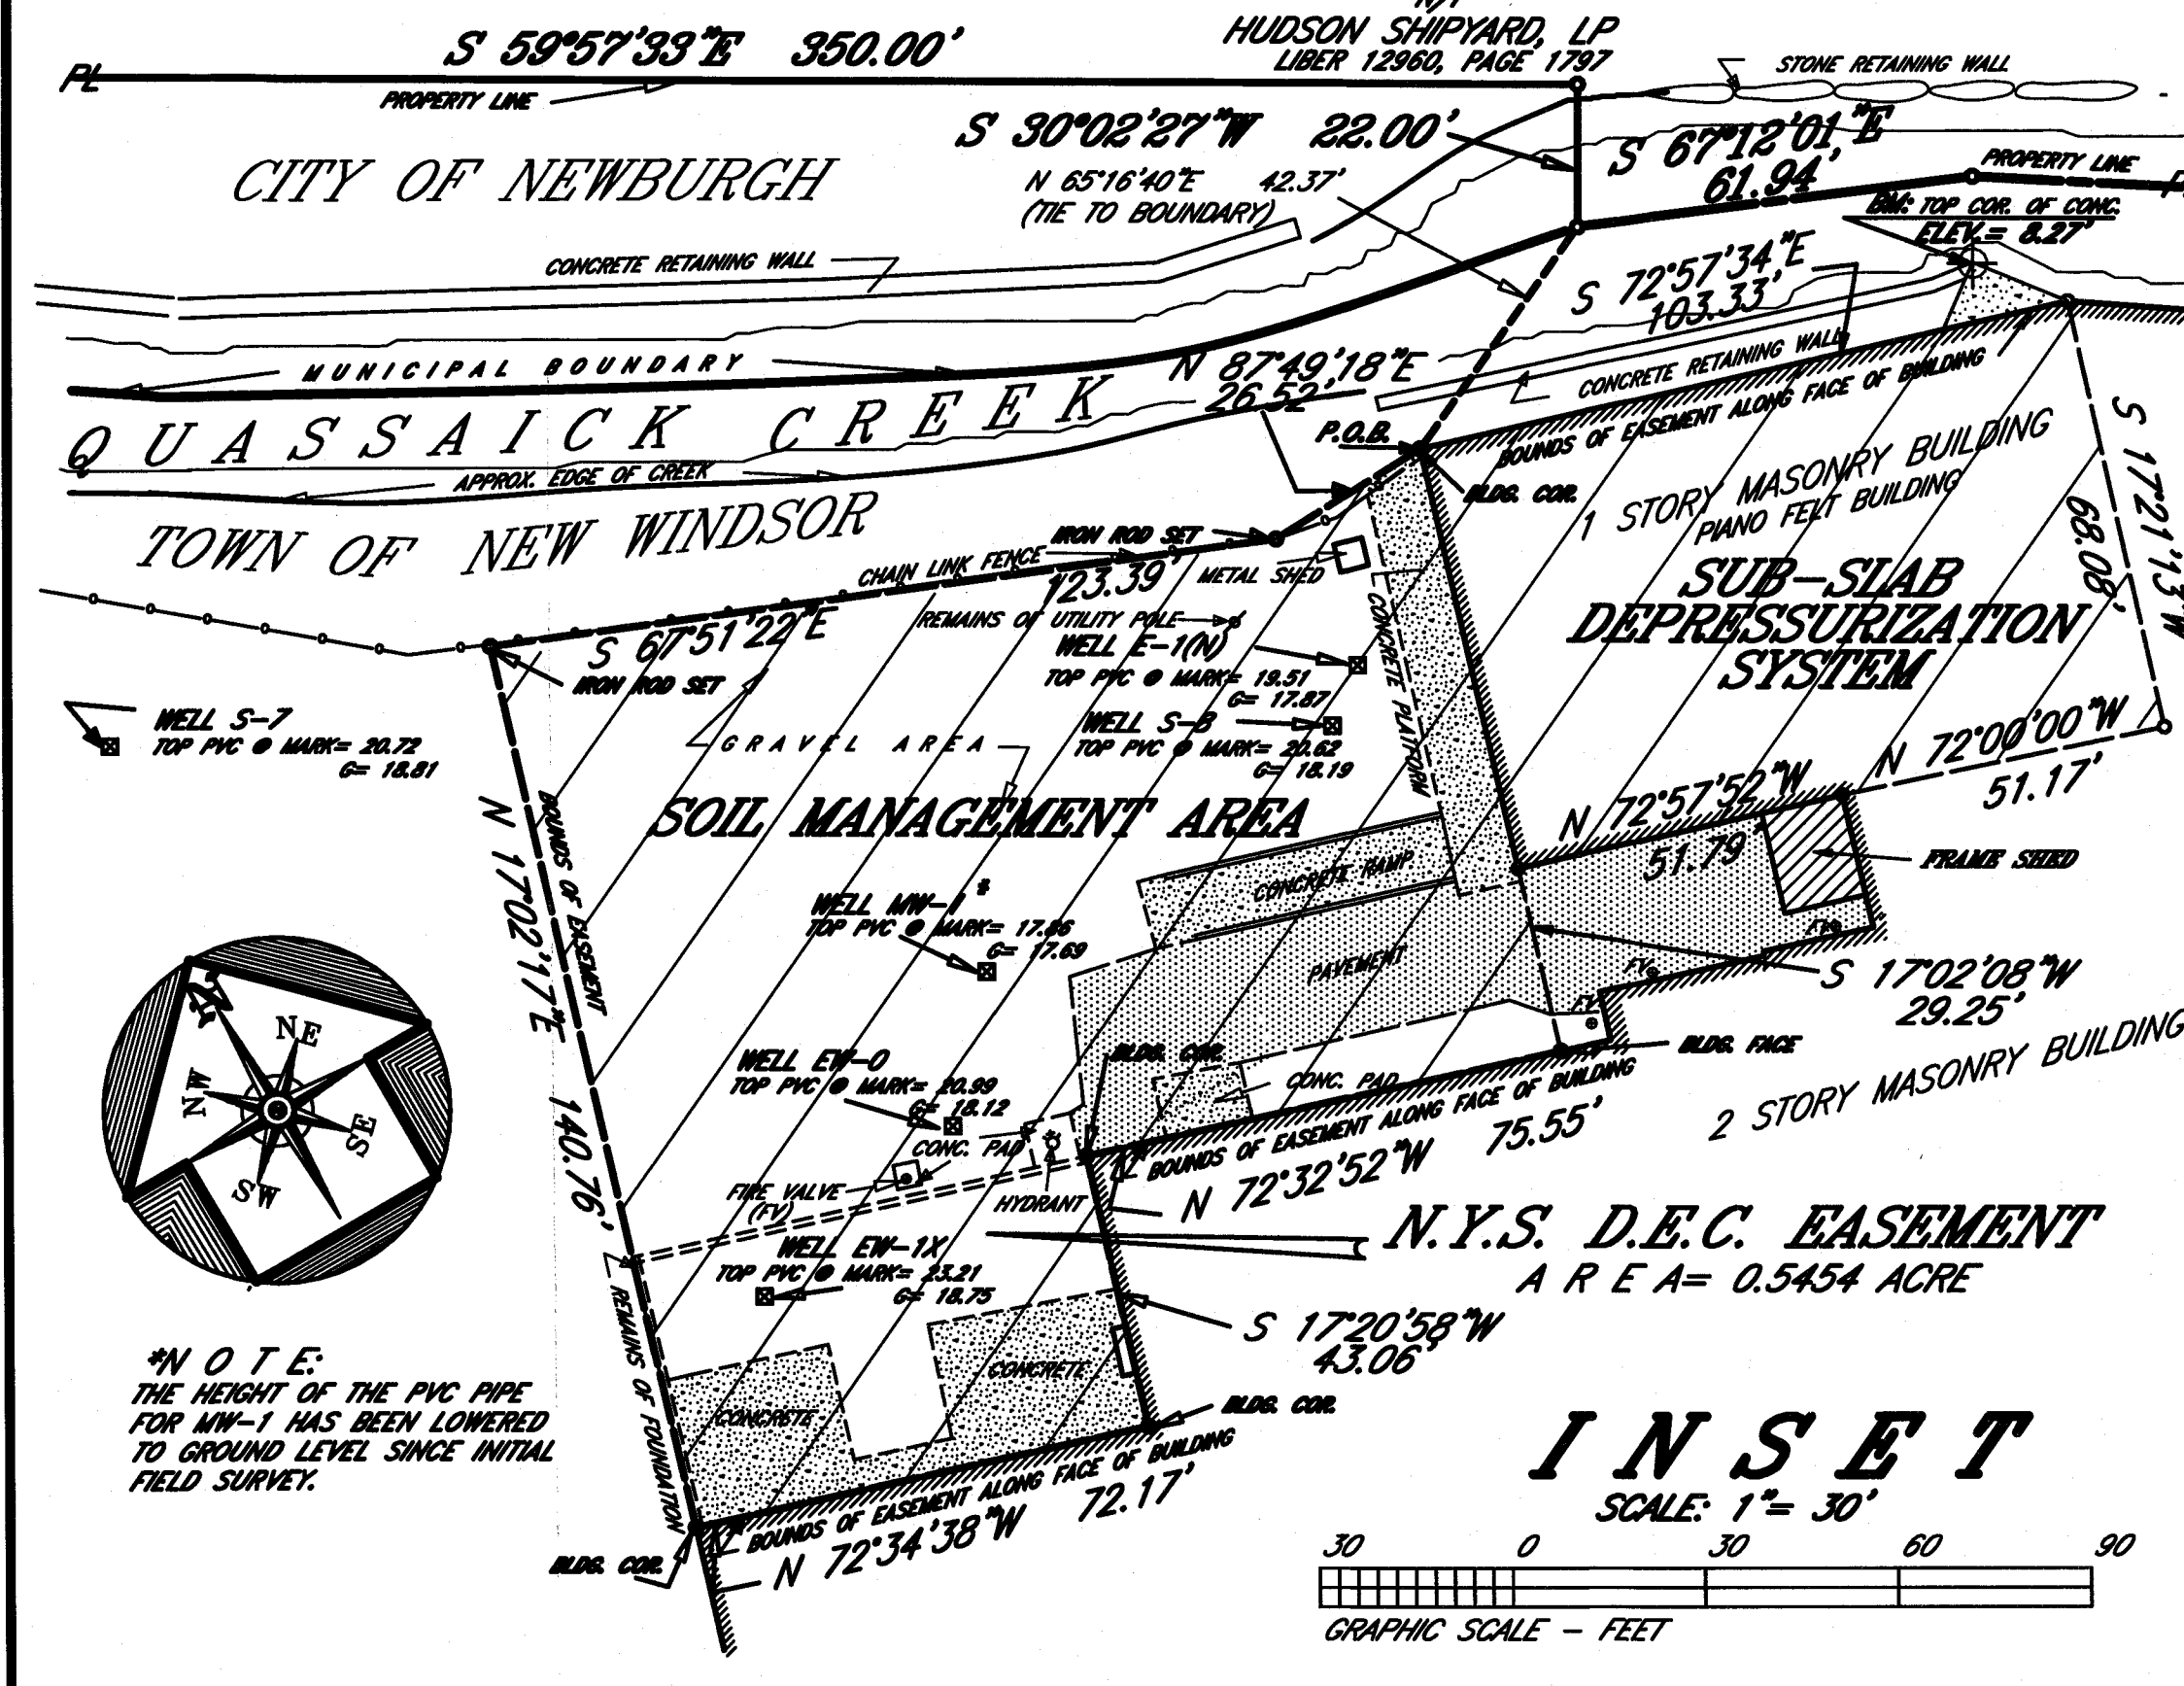 S 59°57'33"E 350.00'
HUDSON SHIPYARD, LP
LIBER 12960, PAGE 1797
STONE RETAINING WALL
PL
PROPERTY LINE
S 30°02'27"W 22.00'
S 67°12'01"E
61.94'
PROPERTY LINE
CITY OF NEWBURGH
N 65°16'40"E 42.37'
(TIE TO BOUNDARY)
BM: TOP COR. OF CONC.
ELEV.= 8.27'
CONCRETE RETAINING WALL
S 72°57'34"E
103.33'
MUNICIPAL BOUNDARY
N 87°49'18"E
26.52'
CONCRETE RETAINING WALL
BOUNDS OF EASEMENT ALONG FACE OF BUILDING
QUASSAICK CREEK
P.O.B.
APPROX. EDGE OF CREEK
BLDG. COR.
1 STORY MASONRY BUILDING
PIANO FELT BUILDING
S 17°21'13"W
68.08'
TOWN OF NEW WINDSOR
IRON ROD SET
CHAIN LINK FENCE
123.39'
METAL SHED
SUB-SLAB
DEPRESSURIZATION
SYSTEM
CONCRETE PLATFORM
REMAINS OF UTILITY POLE
S 67°51'22"E
WELL E-1(N)
TOP PVC @ MARK= 19.51
G= 17.87
IRON ROD SET
WELL S-7
TOP PVC @ MARK= 20.72
G= 18.81
WELL S-B
TOP PVC @ MARK= 20.62
G= 18.19
GRAVEL AREA
N 72°00'00"W
51.17'
SOIL MANAGEMENT AREA
N 72°57'52"W
51.79'
FRAME SHED
N 17°02'17"E 140.76'
BOUNDS OF EASEMENT
CONCRETE RAMP
WELL MW-1 *
TOP PVC @ MARK= 17.86
G= 17.69
PAVEMENT
FV
FV
FV
S 17°02'08"W
29.25'
N
NE
NW
SE
SW
WELL EW-0
TOP PVC @ MARK= 20.99
G= 18.12
BLDG. COR.
CONC. PAD
BLDG. FACE
2 STORY MASONRY BUILDING
CONC. PAD
BOUNDS OF EASEMENT ALONG FACE OF BUILDING
N 72°32'52"W 75.55'
FIRE VALVE
(FV)
HYDRANT
N.Y.S. D.E.C. EASEMENT
AREA= 0.5454 ACRE
WELL EW-1X
TOP PVC @ MARK= 23.21
G= 18.75
REMAINS OF FOUNDATION
S 17°20'58"W
43.06'
CONCRETE
CONCRETE
BLDG. COR.
*NOTE:
THE HEIGHT OF THE PVC PIPE
FOR MW-1 HAS BEEN LOWERED
TO GROUND LEVEL SINCE INITIAL
FIELD SURVEY.
BOUNDS OF EASEMENT ALONG FACE OF BUILDING
N 72°34'38"W 72.17'
BLDG. COR.
INSET
SCALE: 1"= 30'
30 0 30 60 90
GRAPHIC SCALE - FEET